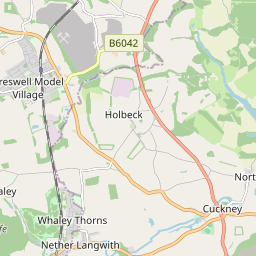 B6042
reswell Model
Village
Holbeck
Nort
aley
Cuckney
Whaley Thorns
Nether Langwith